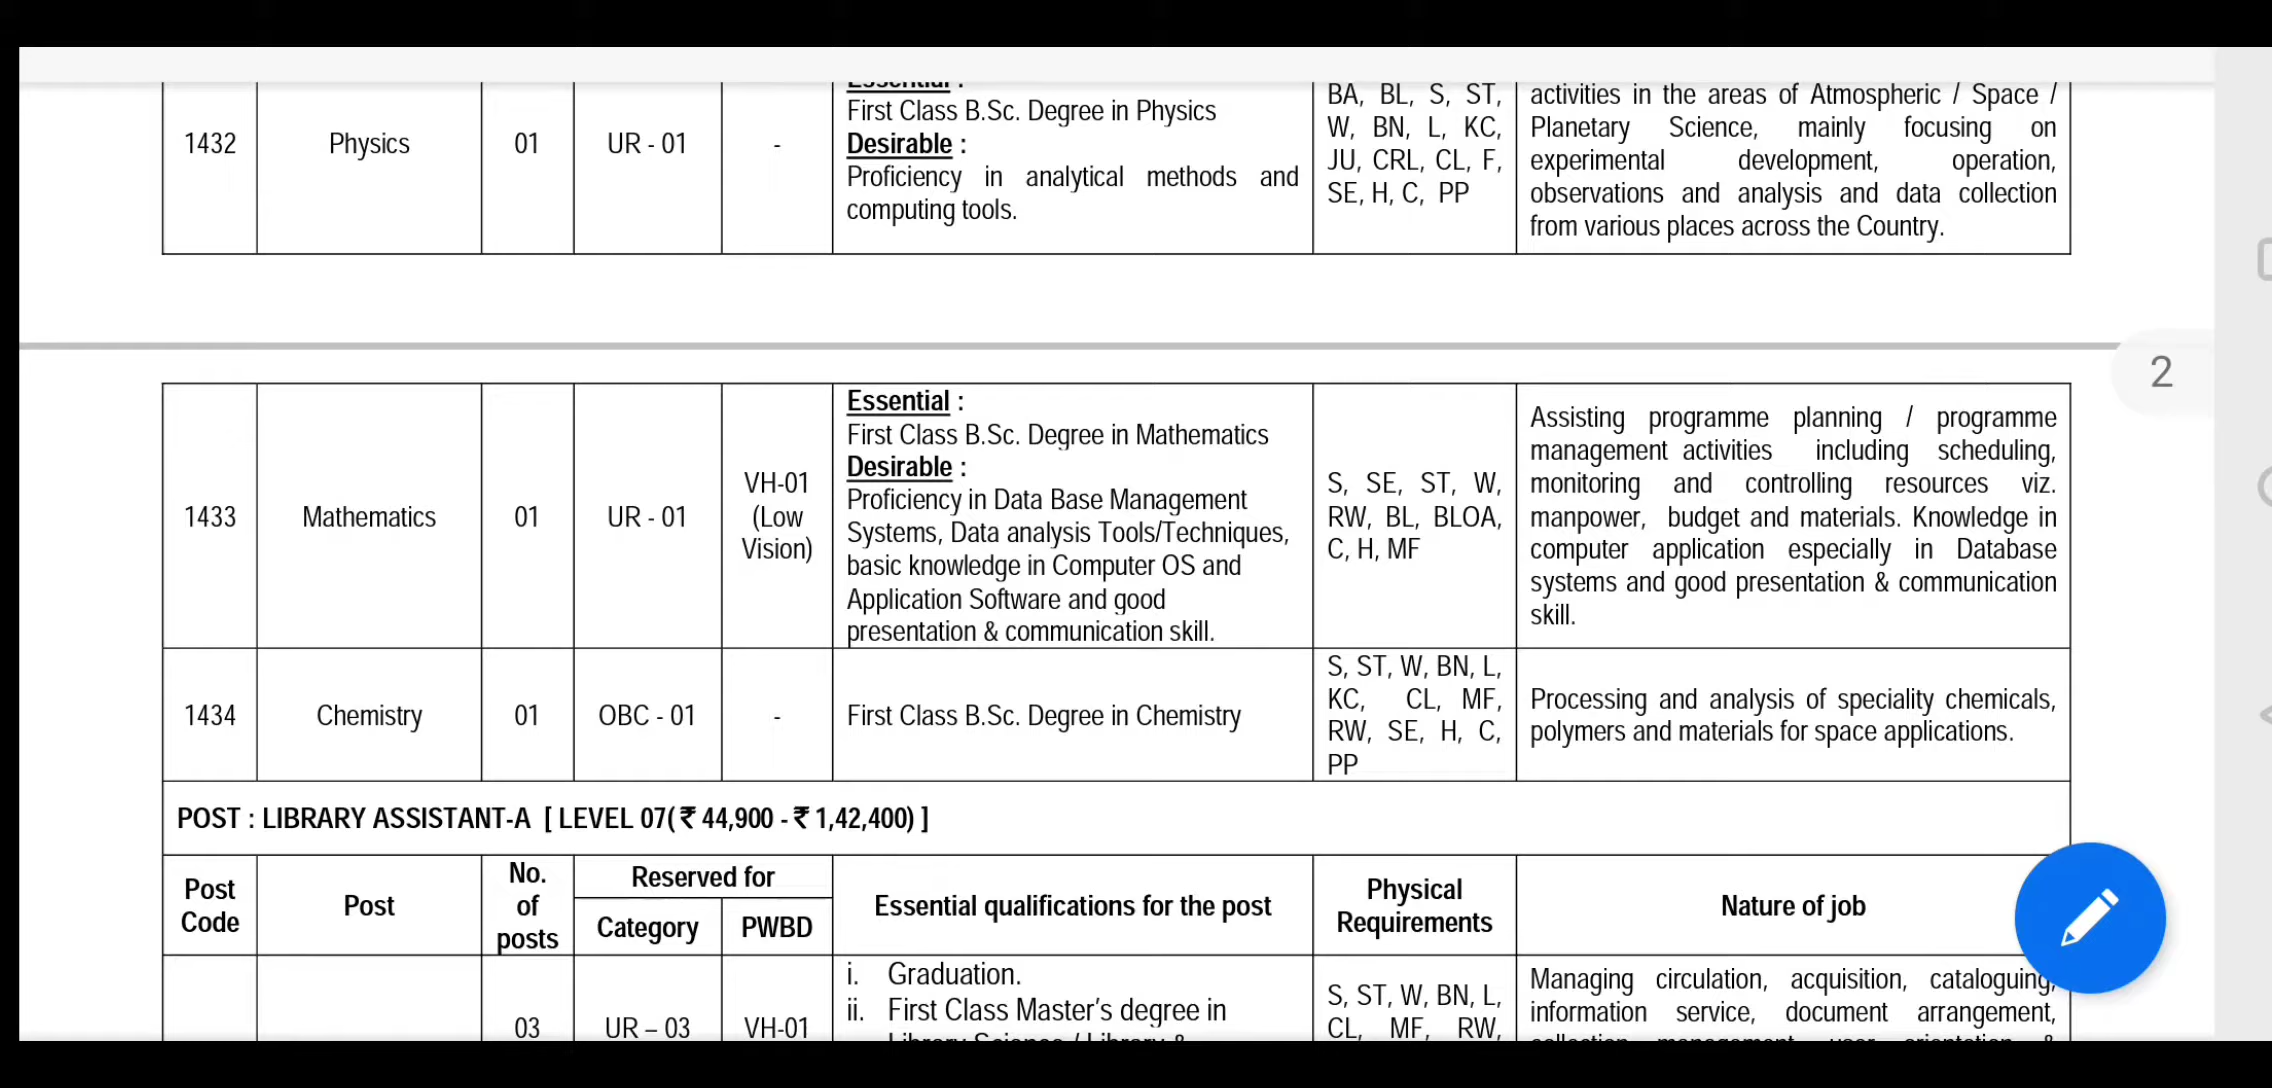 Essential :
1432
Physics
01
UR - 01
-
First Class B.Sc. Degree in Physics
Desirable :
Proficiency in analytical methods and
computing tools.
BA, BL, S, ST,
W, BN, L, KC,
JU, CRL, CL, F,
SE, H, C, PP
activities in the areas of Atmospheric / Space /
Planetary Science, mainly focusing on
experimental development, operation,
observations and analysis and data collection
from various places across the Country.
2
1433
Mathematics
01
UR - 01
VH-01
(Low
Vision)
Essential :
First Class B.Sc. Degree in Mathematics
Desirable :
Proficiency in Data Base Management
Systems, Data analysis Tools/Techniques,
basic knowledge in Computer OS and
Application Software and good
presentation & communication skill.
S, SE, ST, W,
RW, BL, BLOA,
C, H, MF
Assisting programme planning / programme
management activities including scheduling,
monitoring and controlling resources viz.
manpower, budget and materials. Knowledge in
computer application especially in Database
systems and good presentation & communication
skill.
1434
Chemistry
01
OBC - 01
-
First Class B.Sc. Degree in Chemistry
S, ST, W, BN, L,
KC, CL, MF,
RW, SE, H, C,
PP
Processing and analysis of speciality chemicals,
polymers and materials for space applications.
POST : LIBRARY ASSISTANT-A [ LEVEL 07(₹ 44,900 - ₹ 1,42,400) ]
Post
Code
Post
No.
of
posts
Reserved for
Category
PWBD
Essential qualifications for the post
Physical
Requirements
Nature of job
03
UR – 03
VH-01
i. Graduation.
ii. First Class Master's degree in
Library Science / Library &
S, ST, W, BN, L,
CL, MF, RW,
Managing circulation, acquisition, cataloguing,
information service, document arrangement,
collection management, user orientation &